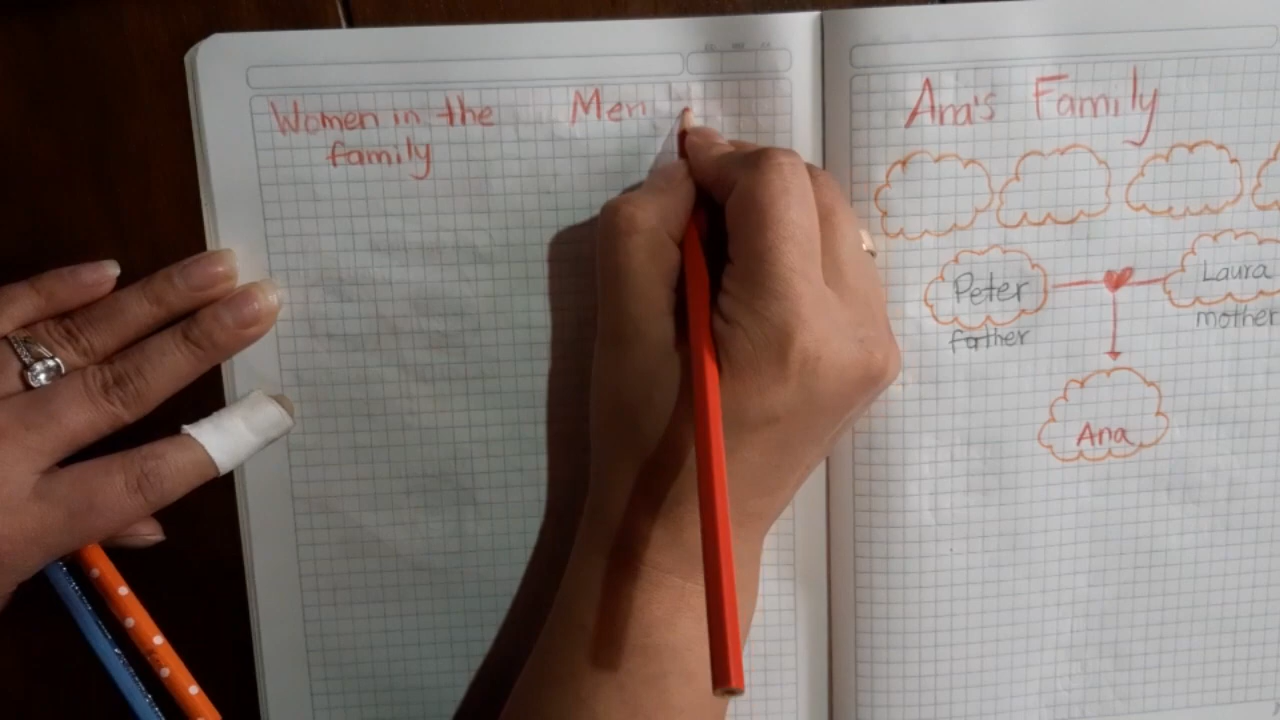 Women in the
family
Men
Ana's Family
Peter
father
Laura
mother
Ana